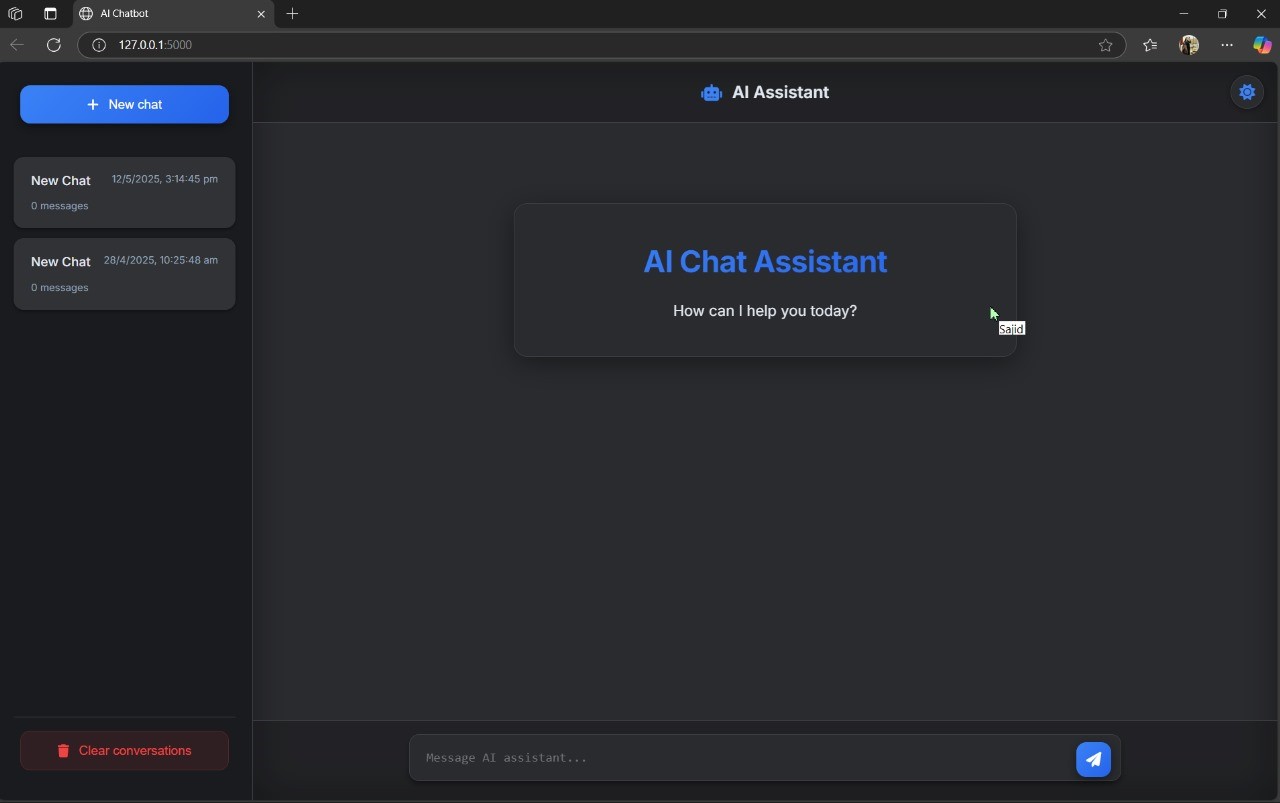 AI Chatbot
127.0.0.1:5000
New chat
AI Assistant
New Chat 12/5/2025, 3:14:45 pm
0 messages
New Chat 28/4/2025, 10:25:48 am
0 messages
AI Chat Assistant
How can I help you today?
Sajid
Clear conversations
Message AI assistant...